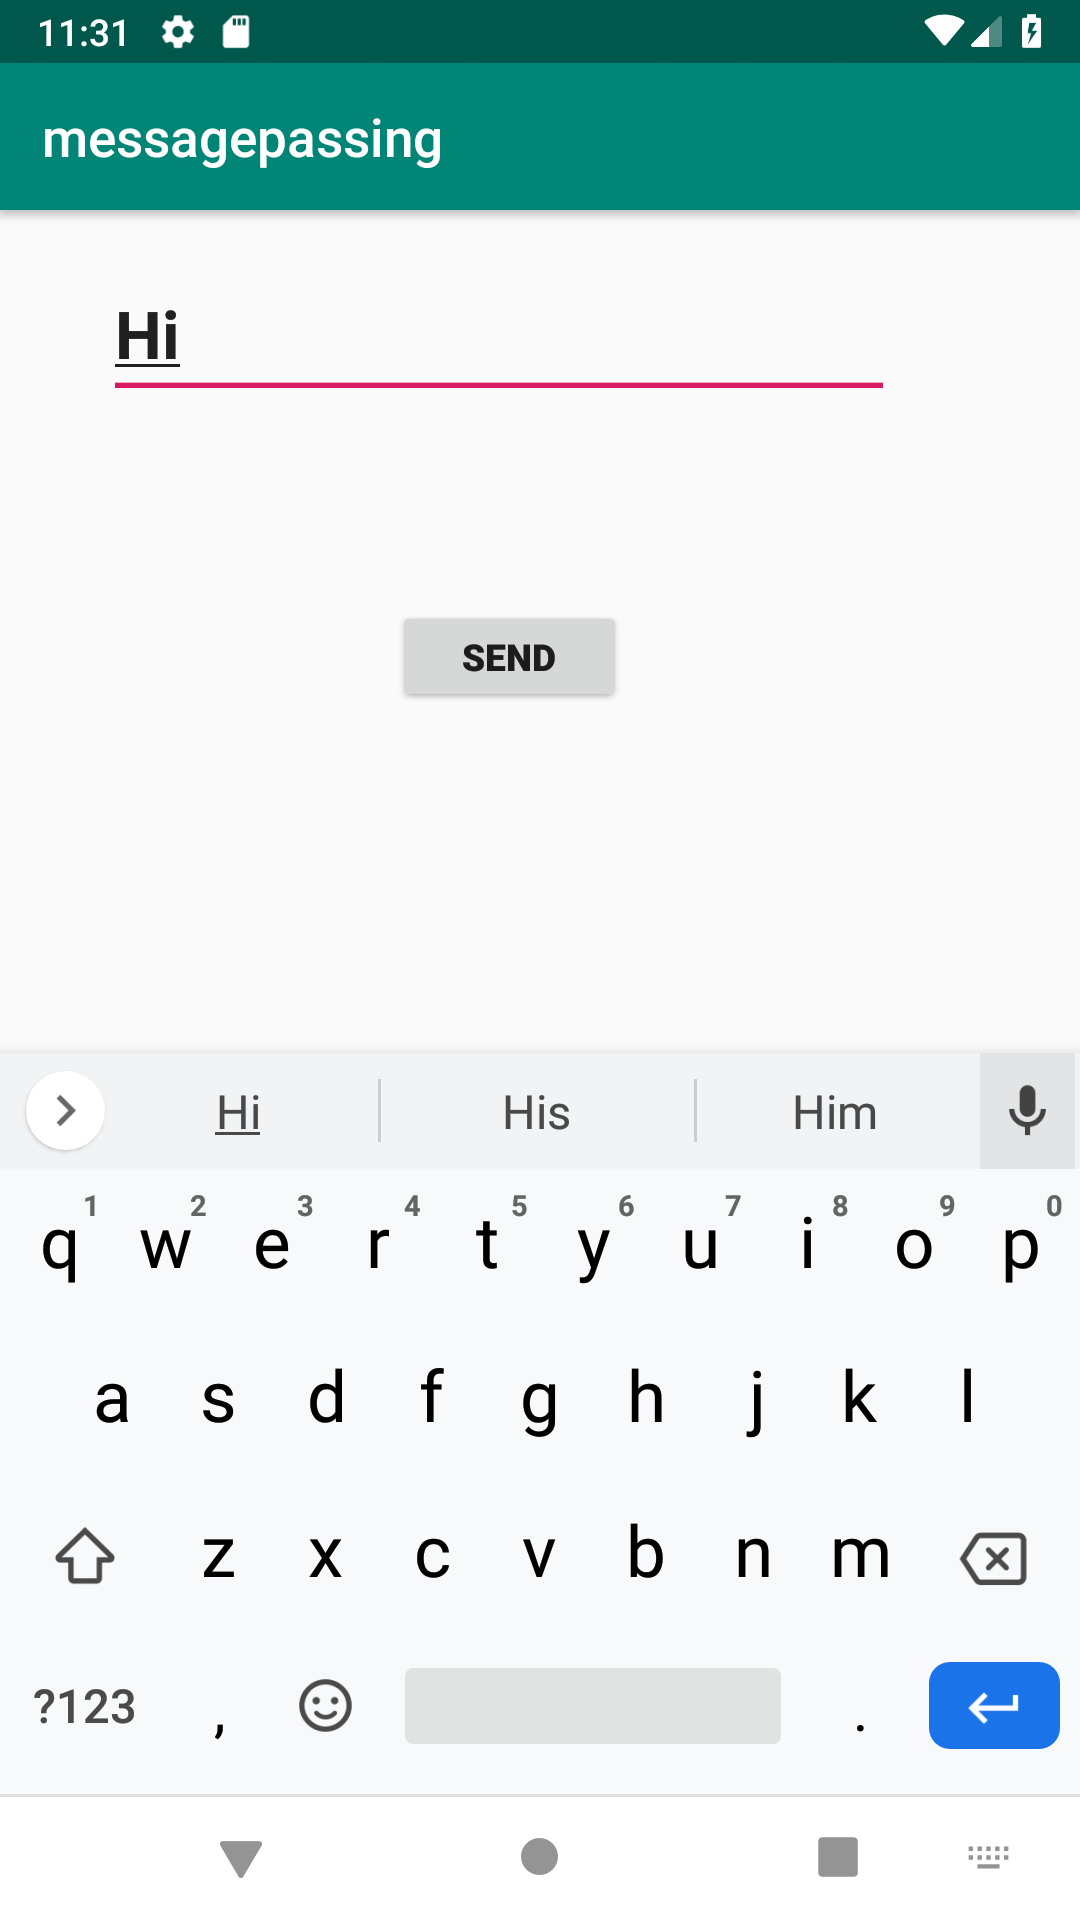 11:31
messagepassing
Hi
SEND
Hi His Him
1 2 3 4 5 6 7 8 9 0
q w e r t y u i o p
a s d f g h j k l
z x c v b n m
?123 , .